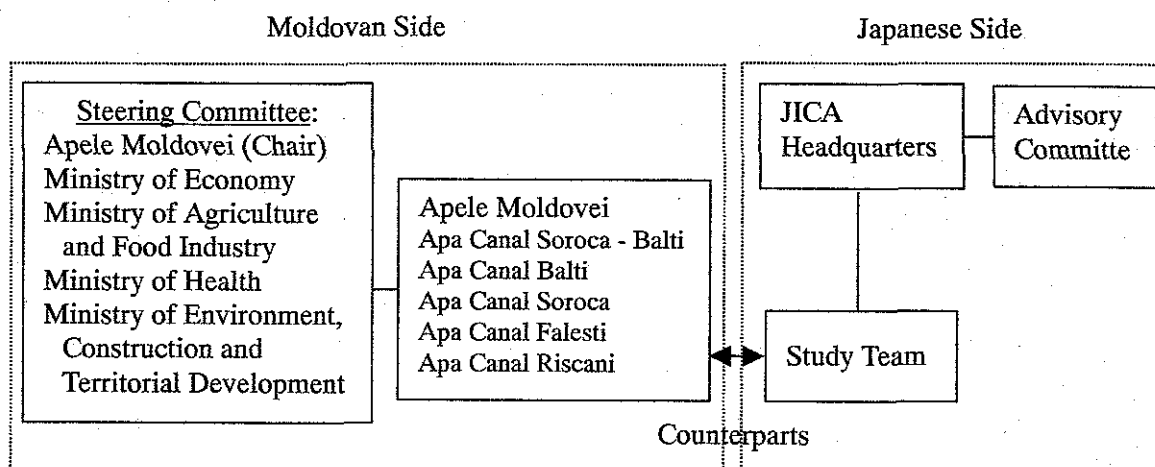 Moldovan Side
Japanese Side
Steering Committee:
Apele Moldovei (Chair)
Ministry of Economy
Ministry of Agriculture
and Food Industry
Ministry of Health
Ministry of Environment,
Construction and
Territorial Development
Apele Moldovei
Apa Canal Soroca - Balti
Apa Canal Balti
Apa Canal Soroca
Apa Canal Falesti
Apa Canal Riscani
JICA
Headquarters
Advisory
Committe
Study Team
Counterparts